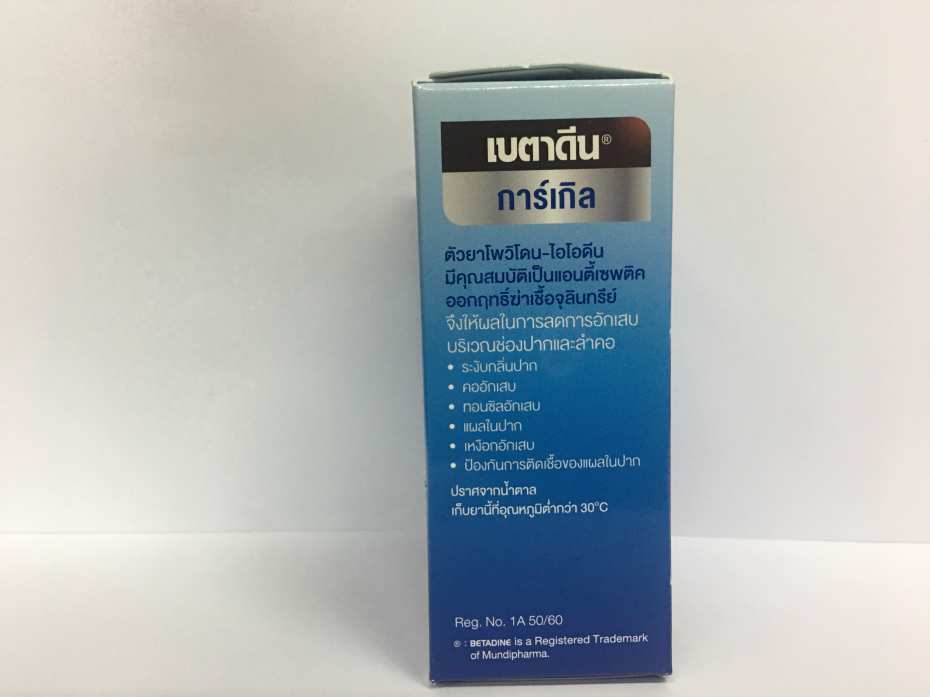 เบตาดีน®
การ์เกิล
ตัวยาโพวิโดน-ไอโอดีน
มีคุณสมบัติเป็นแอนตี้เซพติค
ออกฤทธิ์ฆ่าเชื้อจุลินทรีย์
จึงให้ผลในการลดการอักเสบ
บริเวณช่องปากและลำคอ
• ระงับกลิ่นปาก
• คออักเสบ
• ทอนซิลอักเสบ
• แผลในปาก
• เหงือกอักเสบ
• ป้องกันการติดเชื้อของแผลในปาก
ปราศจากน้ำตาล
เก็บยานี้ที่อุณหภูมิต่ำกว่า 30°C
Reg. No. 1A 50/60
® : BETADINE is a Registered Trademark
of Mundipharma.